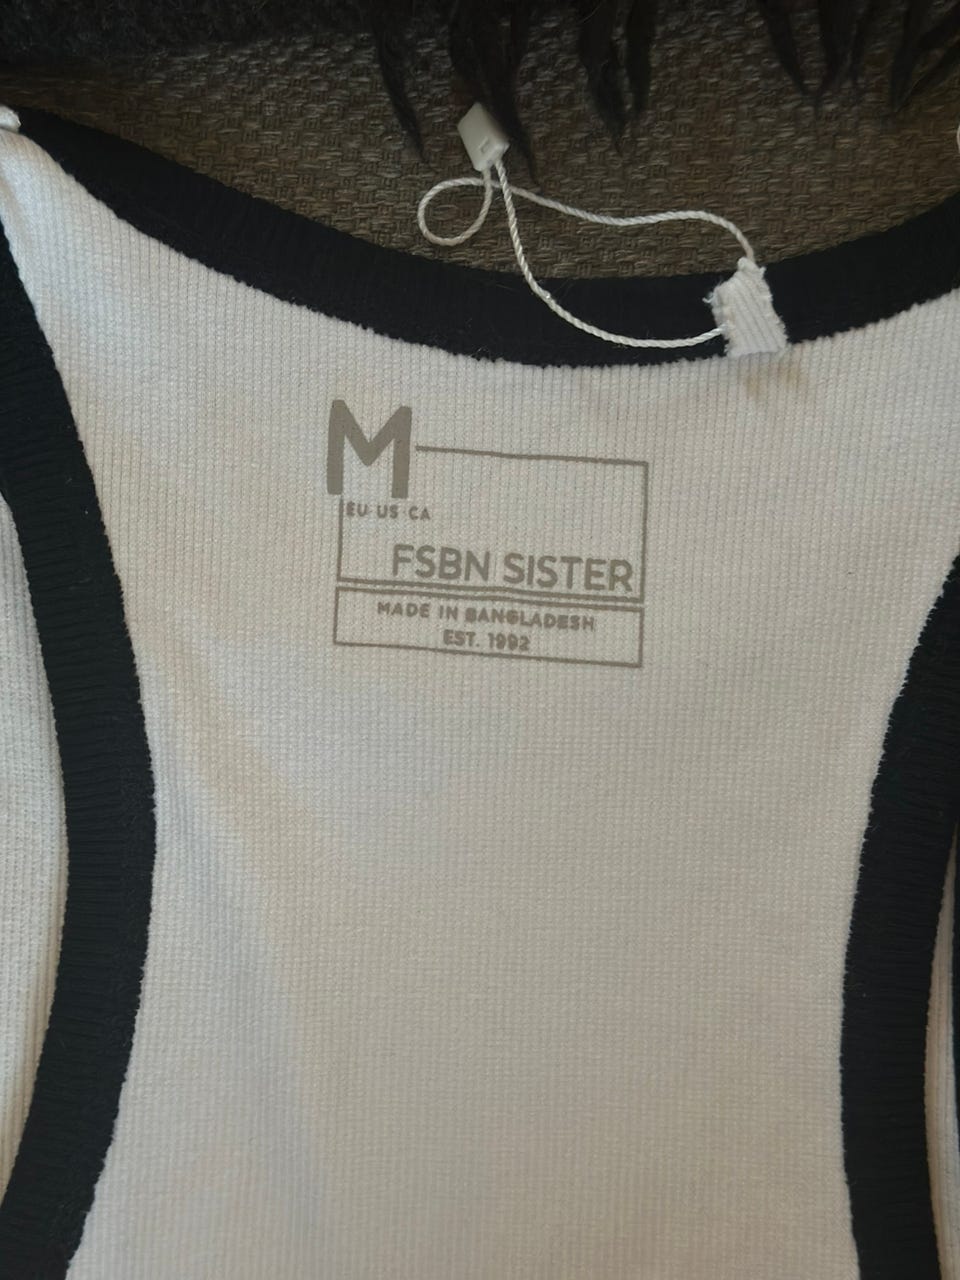 M
EU US CA
FSBN SISTER
MADE IN BANGLADESH
EST. 1992